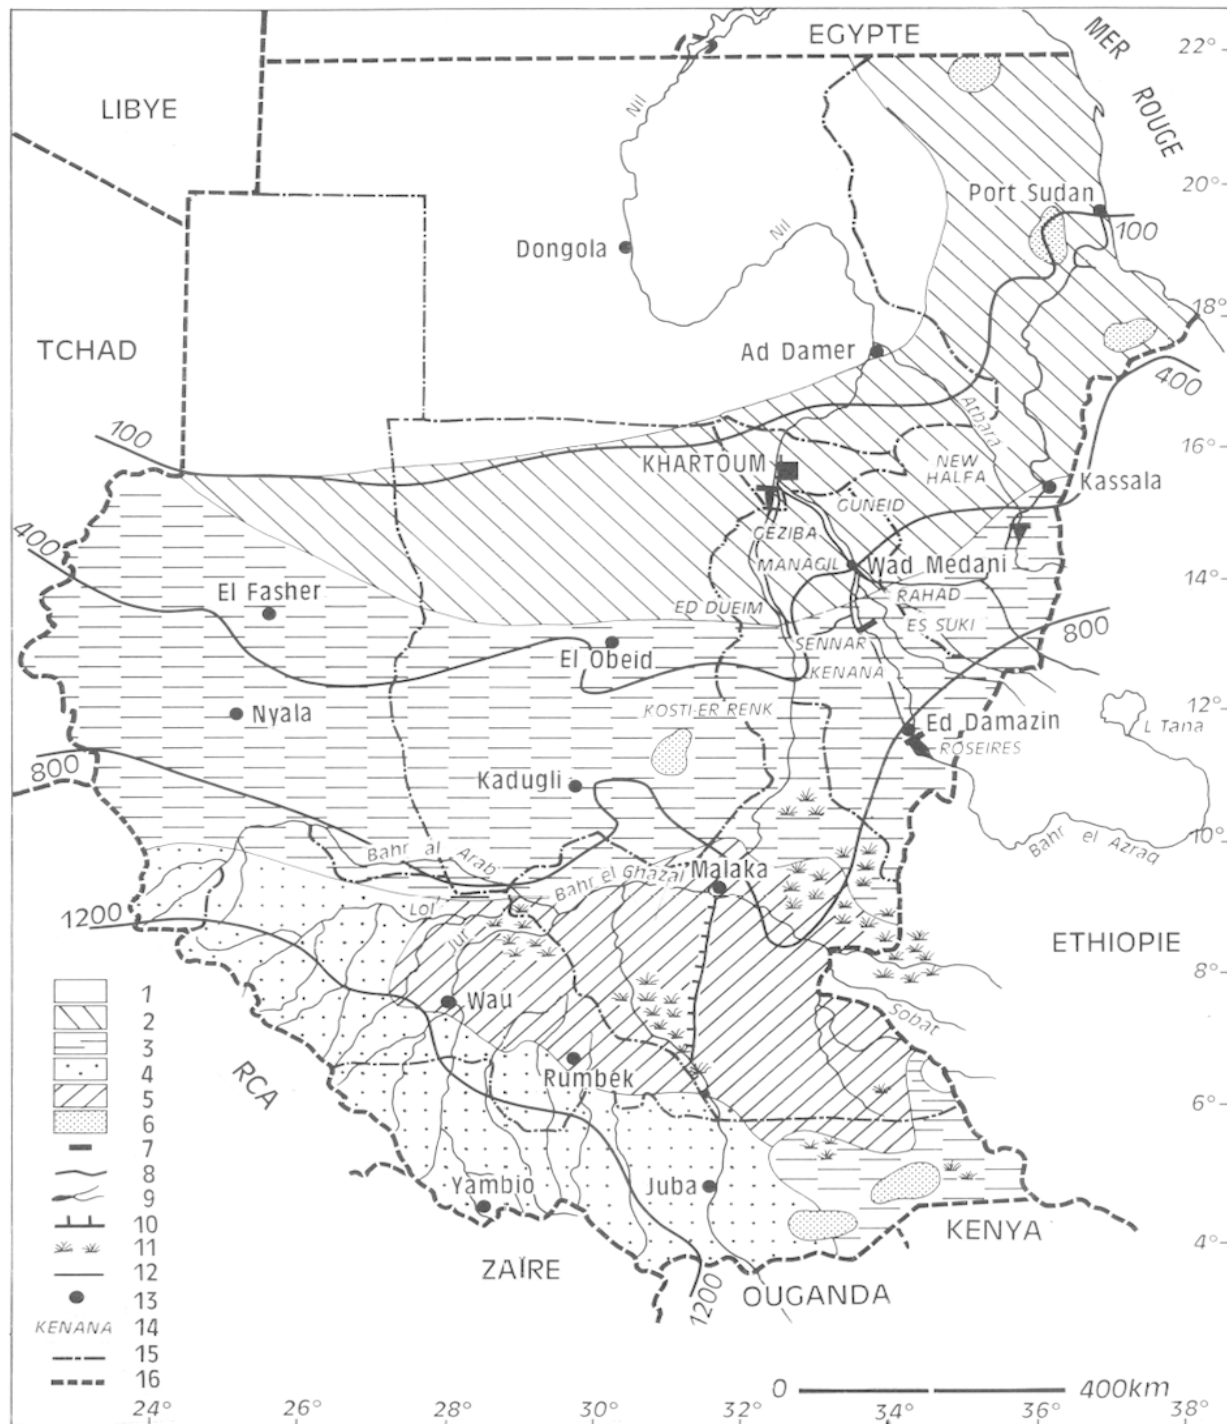 EGYPTE
MER ROUGE
22°
LIBYE
Nil
20°
Port Sudan
100
Dongola
Nil
18°
TCHAD
Ad Damer
400
Atbara
100
16°
KHARTOUM
NEW
HALFA
Kassala
GUNEID
400
GEZIBA
MANAGIL
Wad Medani
14°
El Fasher
RAHAD
ED DUEIM
ES SUKI
800
SENNAR
El Obeid
KENANA
Nyala
KOSTI-ER RENK
12°
Ed Damazin
L Tana
ROSEIRES
800
Kadugli
10°
Bahr al Arab
Bahr el Azraq
Bahr el Ghazal
Malaka
1200
Lol
Jur
ETHIOPIE
8°
Wau
Sobat
RCA
Rumbek
6°
Yambio
Juba
KENYA
4°
ZAÏRE
OUGANDA
1200
1
2
3
4
5
6
7
8
9
10
11
12
13
KENANA 14
15
16
0 400km
24° 26° 28° 30° 32° 34° 36° 38°